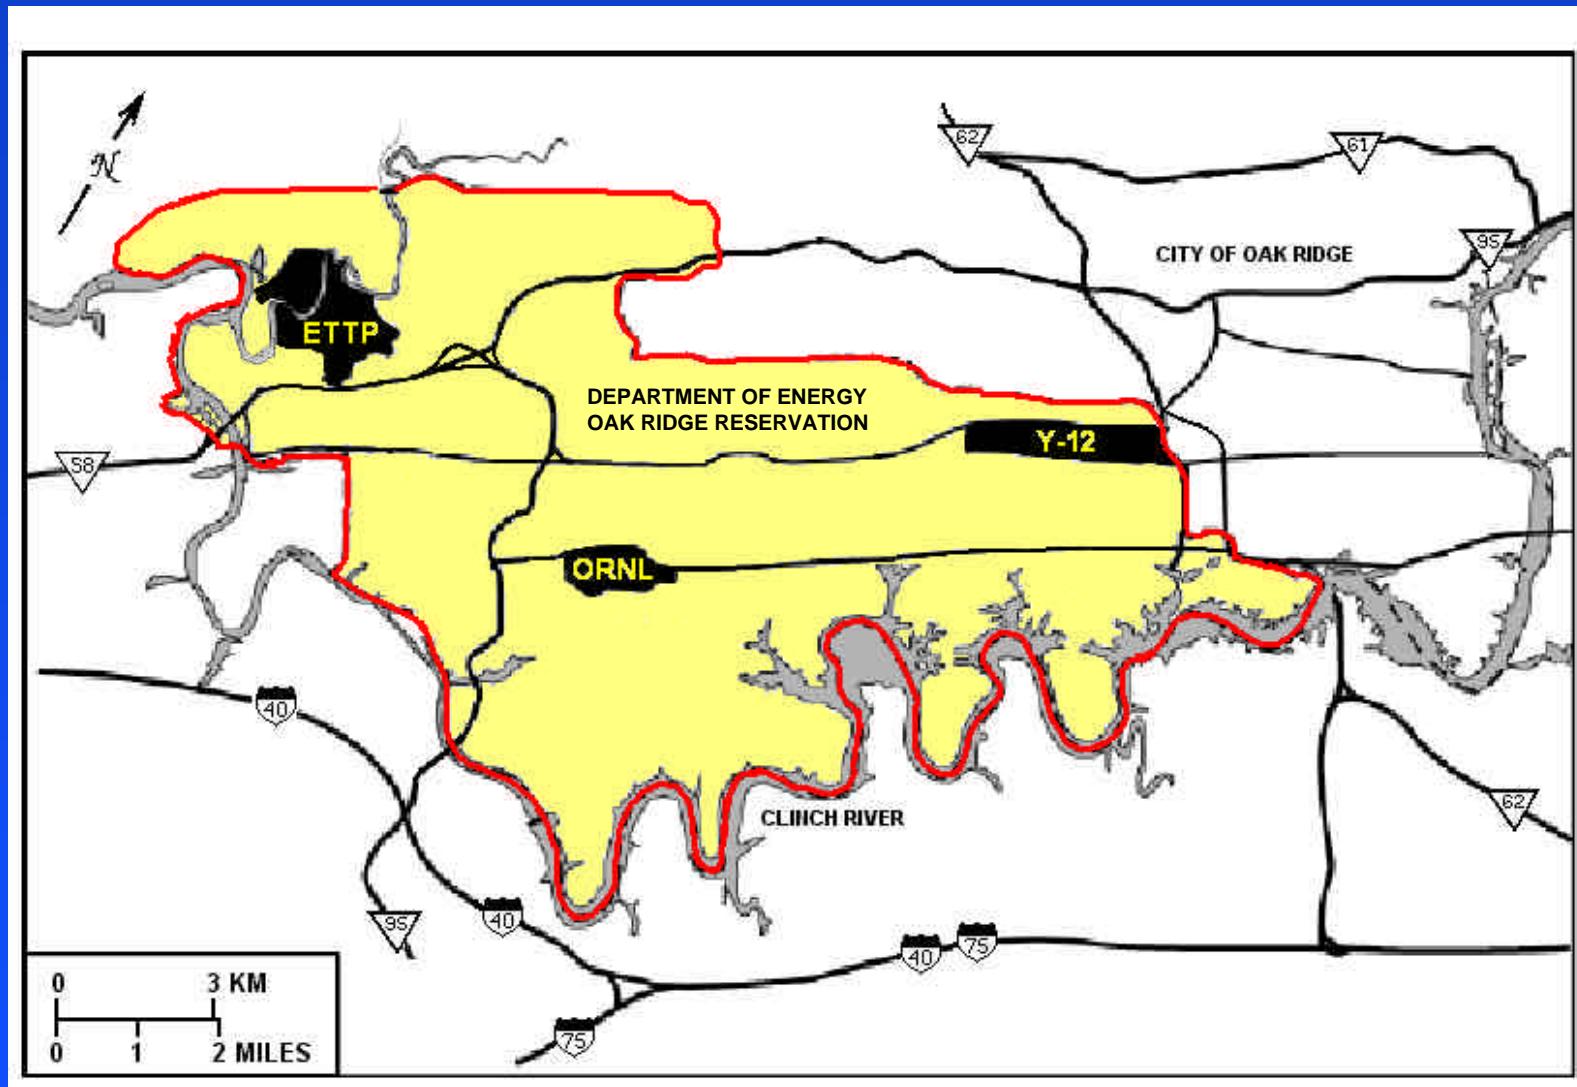 N
62
61
95
CITY OF OAK RIDGE
ETTP
DEPARTMENT OF ENERGY
OAK RIDGE RESERVATION
Y-12
58
ORNL
40
62
CLINCH RIVER
95
40
40
75
75
0 3 KM
0 1 2 MILES